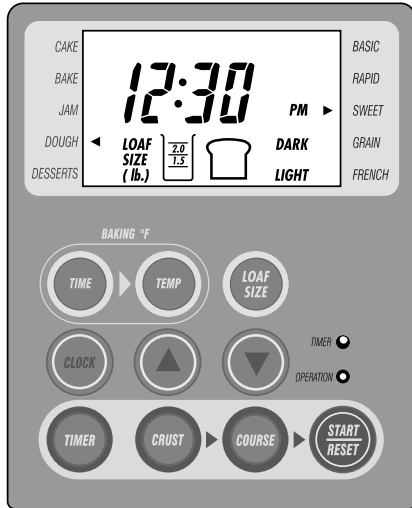 CAKE
BAKE
JAM
DOUGH
DESSERTS
12:30
PM
LOAF
SIZE
(lb.)
2.0
1.5
DARK
LIGHT
BASIC
RAPID
SWEET
GRAIN
FRENCH
BAKING °F
TIME
TEMP
LOAF
SIZE
CLOCK
TIMER
OPERATION
TIMER
CRUST
COURSE
START
RESET